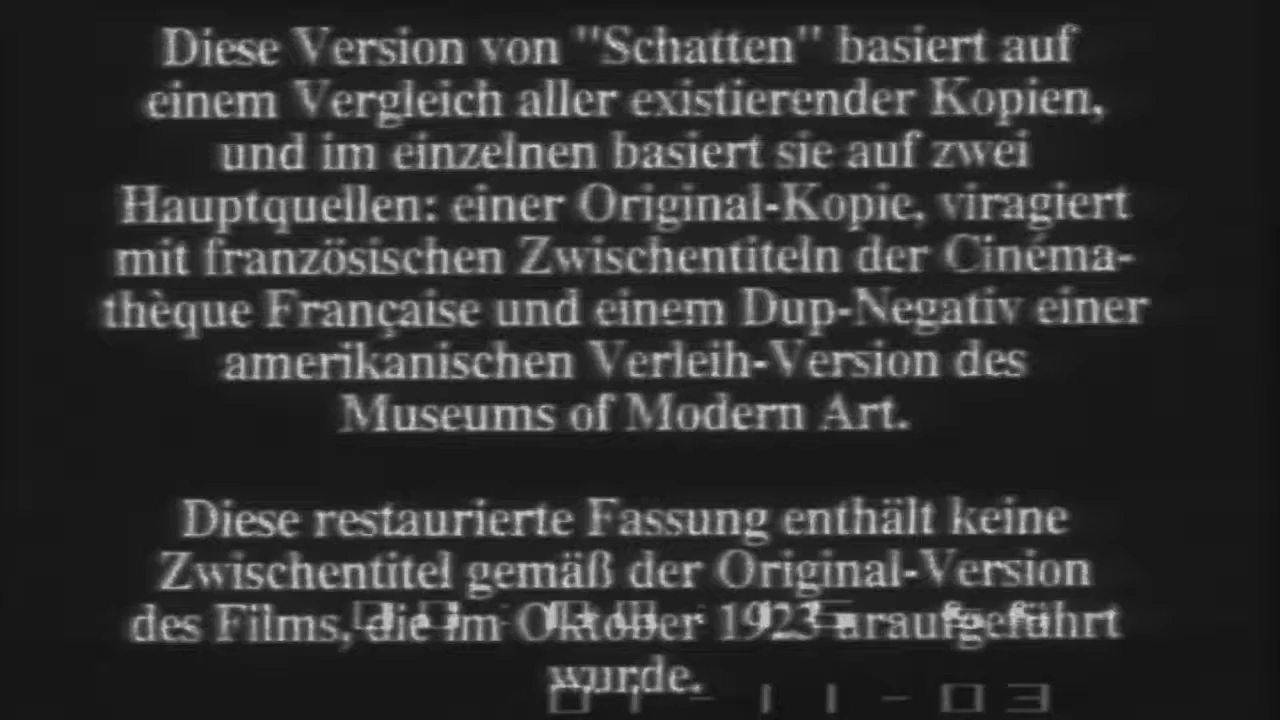 Diese Version von "Schatten" basiert auf
einem Vergleich aller existierender Kopien,
und im einzelnen basiert sie auf zwei
Hauptquellen: einer Original-Kopie, viragiert
mit französischen Zwischentiteln der Cinéma-
thèque Française und einem Dup-Negativ einer
amerikanischen Verleih-Version des
Museums of Modern Art.
Diese restaurierte Fassung enthält keine
Zwischentitel gemäß der Original-Version
des Films, die im Oktober 1923 uraufgeführt
wurde.
01-11-03